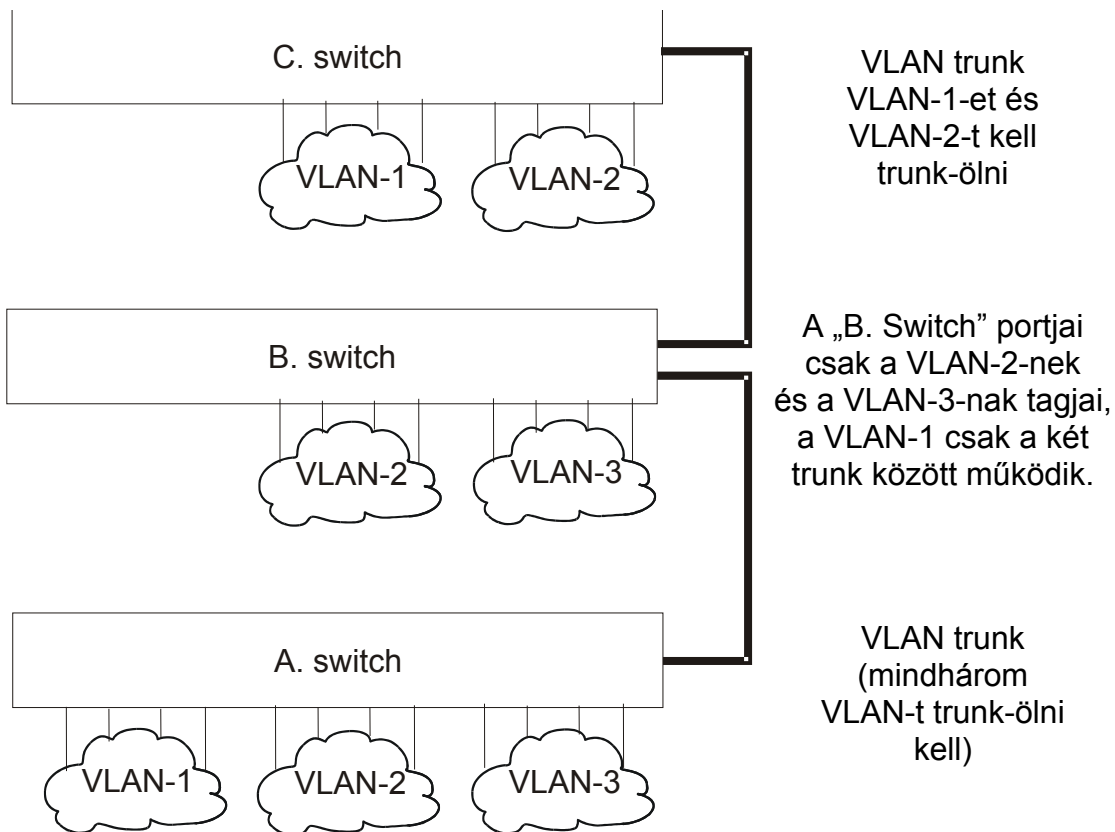 C. switch
VLAN-1
VLAN-2
VLAN trunk
VLAN-1-et és
VLAN-2-t kell
trunk-ölni
B. switch
VLAN-2
VLAN-3
A „B. Switch” portjai
csak a VLAN-2-nek
és a VLAN-3-nak tagjai,
a VLAN-1 csak a két
trunk között működik.
A. switch
VLAN-1
VLAN-2
VLAN-3
VLAN trunk
(mindhárom
VLAN-t trunk-ölni
kell)